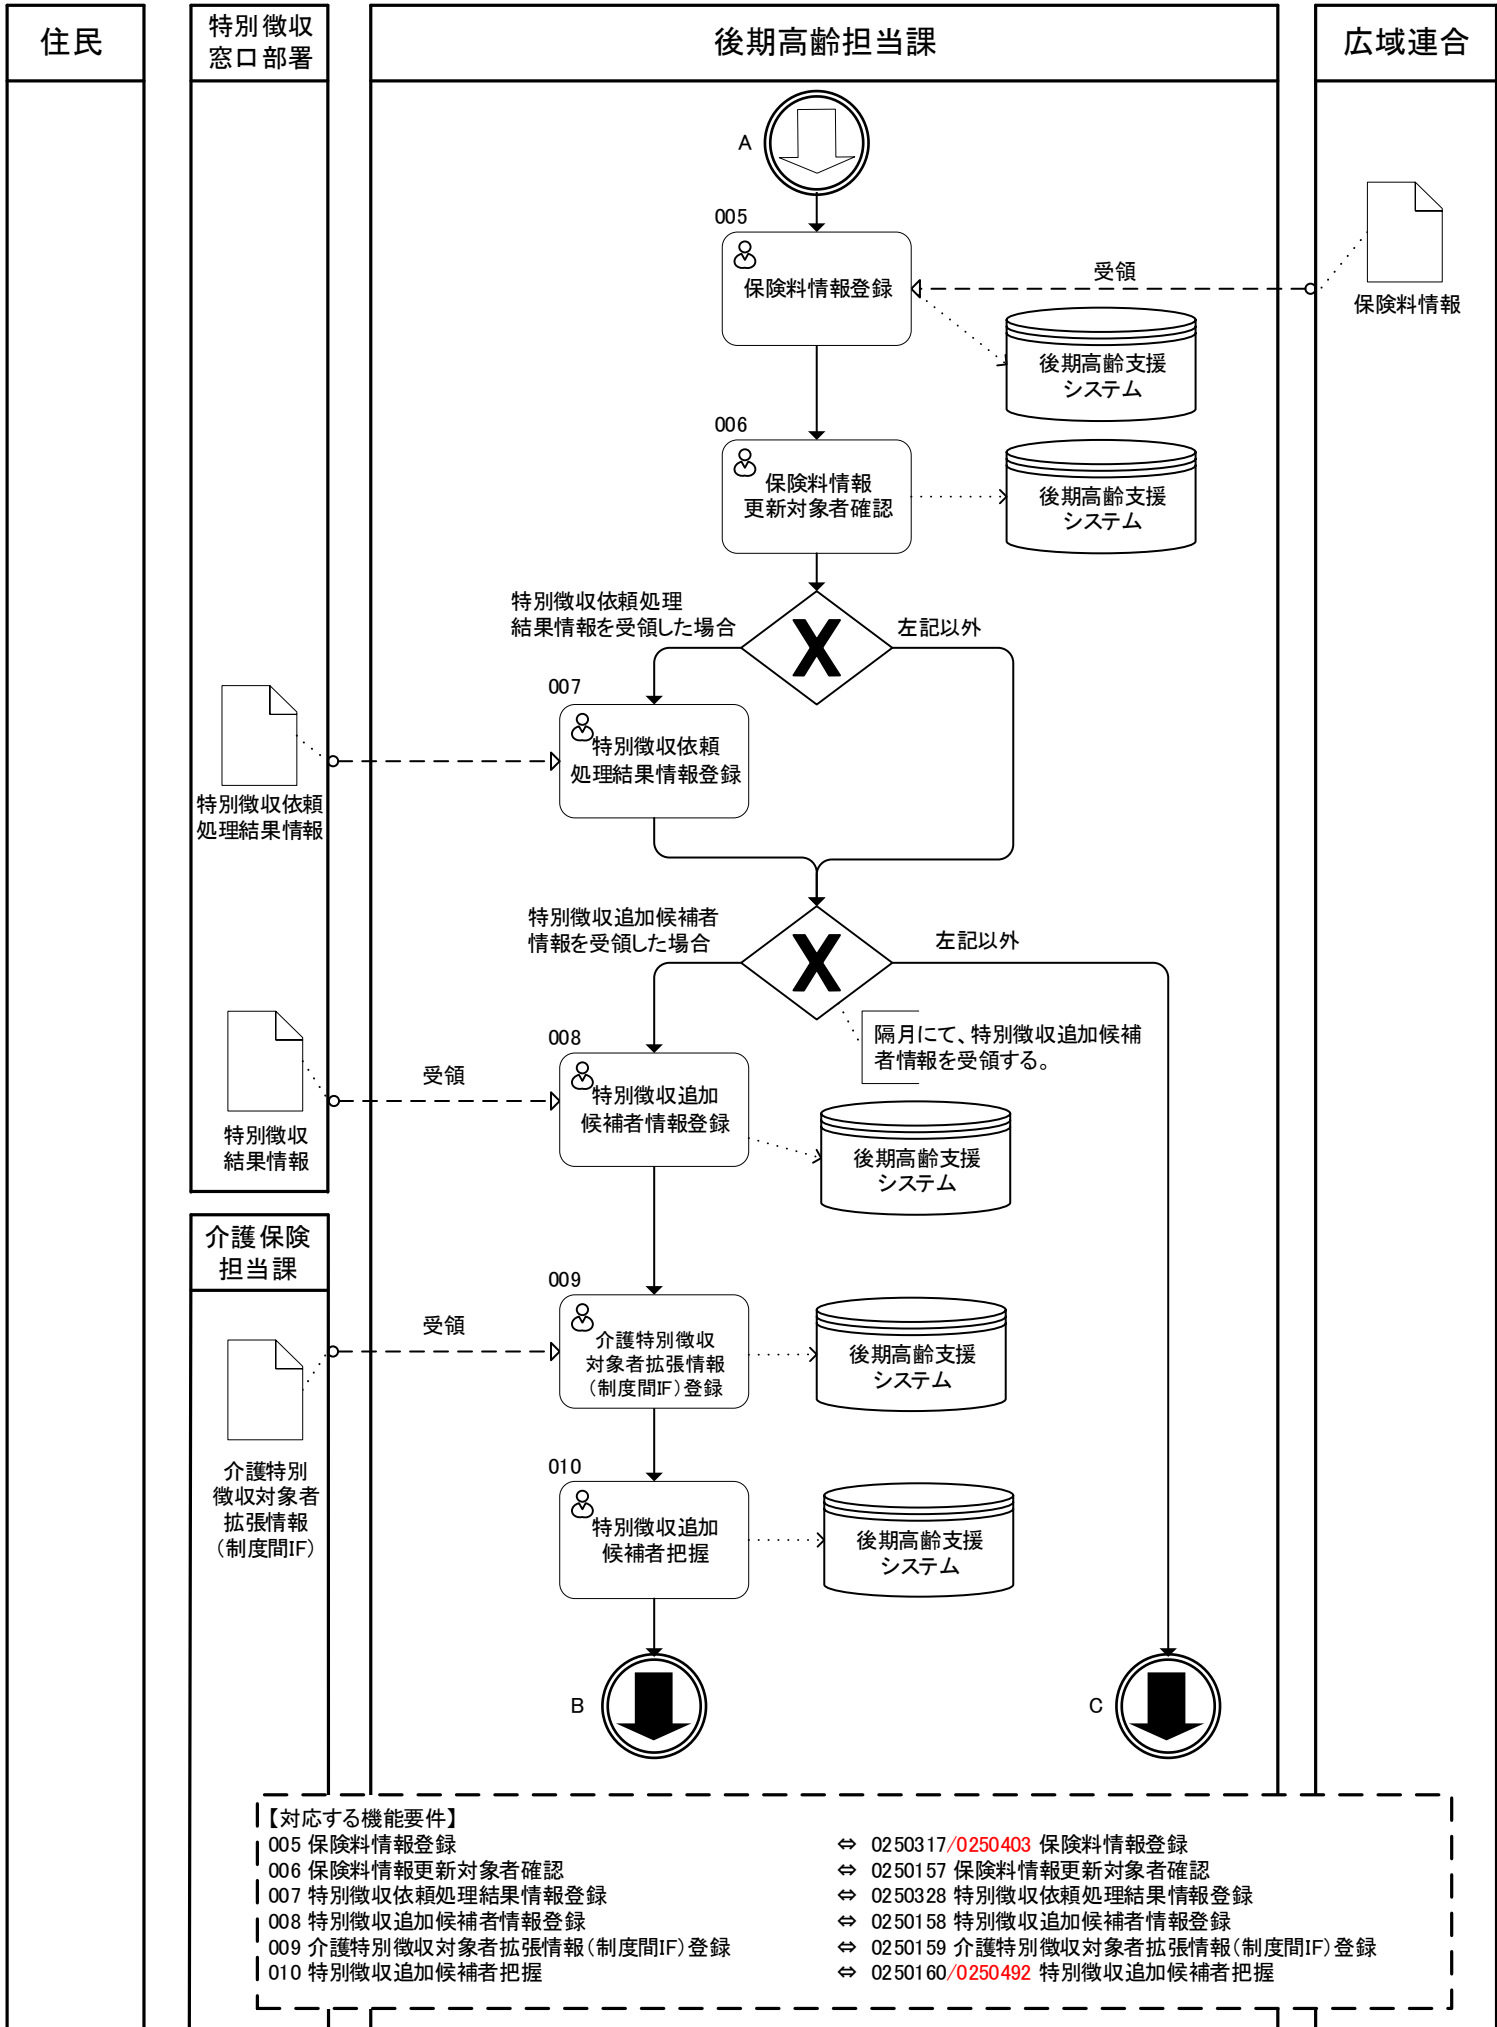 住民
特別徴収
窓口部署
後期高齢担当課
広域連合
A
005
保険料情報登録
受領
保険料情報
後期高齢支援
システム
006
保険料情報
更新対象者確認
後期高齢支援
システム
特別徴収依頼処理
結果情報を受領した場合
X
左記以外
007
特別徴収依頼
処理結果情報登録
特別徴収依頼
処理結果情報
特別徴収追加候補者
情報を受領した場合
X
左記以外
隔月にて、特別徴収追加候補
者情報を受領する。
008
特別徴収追加
候補者情報登録
受領
特別徴収
結果情報
後期高齢支援
システム
介護保険
担当課
009
介護特別徴収
対象者拡張情報
（制度間IF）登録
受領
後期高齢支援
システム
介護特別
徴収対象者
拡張情報
（制度間IF）
010
特別徴収追加
候補者把握
後期高齢支援
システム
B
C
【対応する機能要件】
005 保険料情報登録 ⇔ 0250317/0250403 保険料情報登録
006 保険料情報更新対象者確認 ⇔ 0250157 保険料情報更新対象者確認
007 特別徴収依頼処理結果情報登録 ⇔ 0250328 特別徴収依頼処理結果情報登録
008 特別徴収追加候補者情報登録 ⇔ 0250158 特別徴収追加候補者情報登録
009 介護特別徴収対象者拡張情報（制度間IF）登録 ⇔ 0250159 介護特別徴収対象者拡張情報（制度間IF）登録
010 特別徴収追加候補者把握 ⇔ 0250160/0250492 特別徴収追加候補者把握